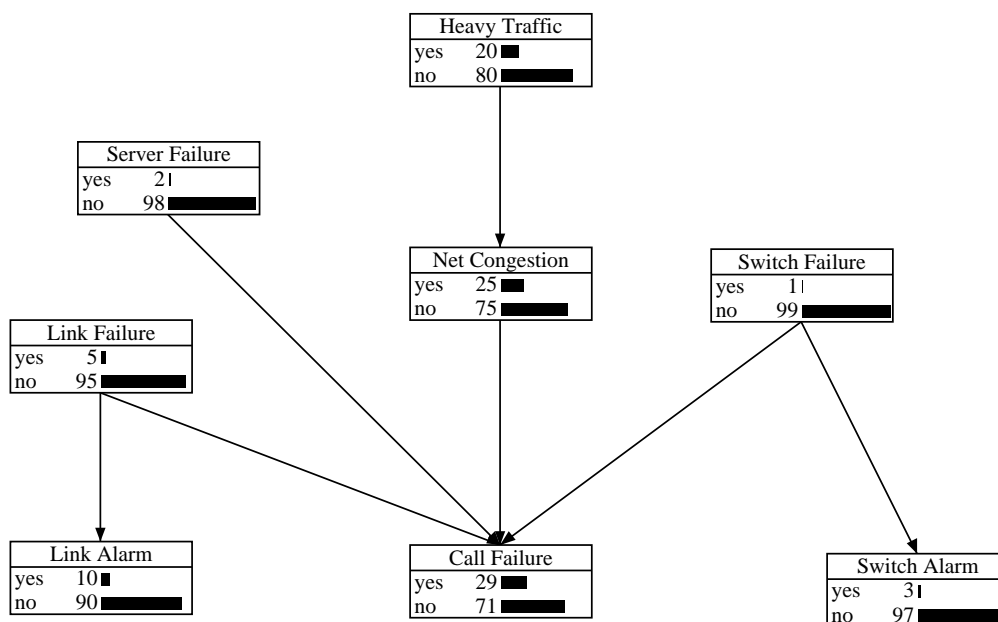 Heavy Traffic
yes 20
no 80
Server Failure
yes 2
no 98
Net Congestion
yes 25
no 75
Switch Failure
yes 1
no 99
Link Failure
yes 5
no 95
Link Alarm
yes 10
no 90
Call Failure
yes 29
no 71
Switch Alarm
yes 3
no 97